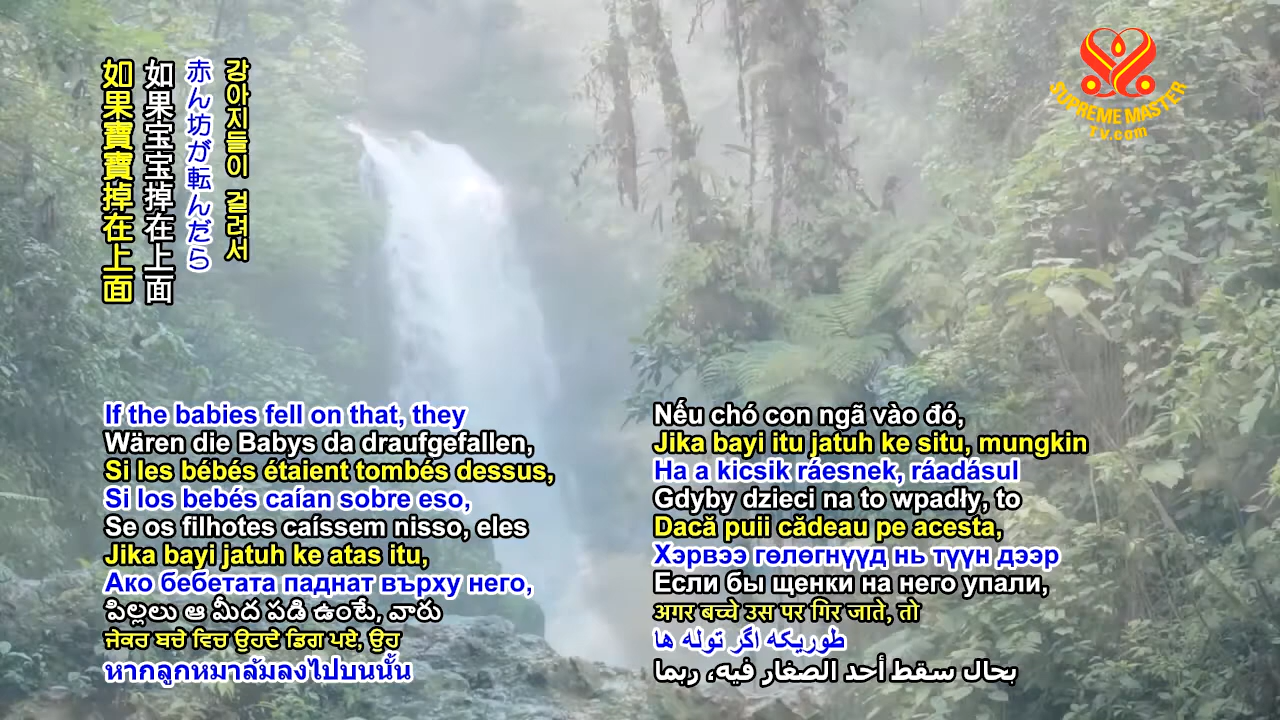 如果寶寶掉在上面
如果宝宝掉在上面
赤ん坊が転んだら
강아지들이 걸려서
SUPREME MASTER
TV.com
If the babies fell on that, they
Wären die Babys da draufgefallen,
Si les bébés étaient tombés dessus,
Si los bebés caían sobre eso,
Se os filhotes caíssem nisso, eles
Jika bayi jatuh ke atas itu,
Ако бебетата паднат върху него,
పిల్లలు ఆ మీద పడి ఉంటే, వారు
ਜੇਕਰ ਬਚੇ ਵਿਚ ਉਹਦੇ ਡਿਗ ਪਏ, ਉਹ
หากลูกหมาล้มลงไปบนนั้น
Nếu chó con ngã vào đó,
Jika bayi itu jatuh ke situ, mungkin
Ha a kicsik ráesnek, ráadásul
Gdyby dzieci na to wpadły, to
Dacă puii cădeau pe acesta,
Хэрвээ гөлөгнүүд нь түүн дээр
Если бы щенки на него упали,
अगर बच्चे उस पर गिर जाते, तो
طوریکه اگر توله ها
بحال سقط أحد الصغار فيه، ربما